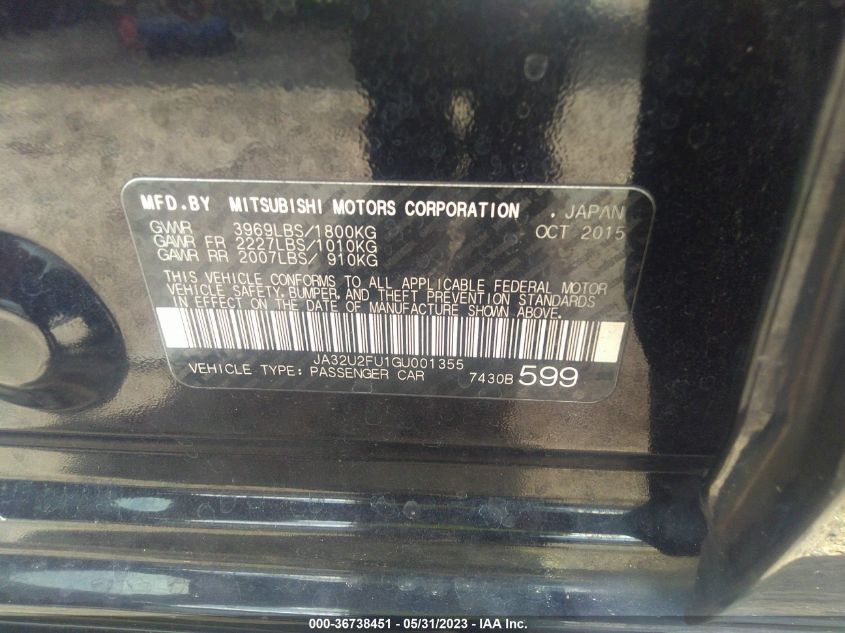 MFD.BY MITSUBISHI MOTORS CORPORATION . JAPAN
GVWR 3969LBS/1800KG OCT 2015
GAWR FR 2227LBS/1010KG
GAWR RR 2007LBS/ 910KG
THIS VEHICLE CONFORMS TO ALL APPLICABLE FEDERAL MOTOR
VEHICLE SAFETY, BUMPER, AND THEFT PREVENTION STANDARDS
IN EFFECT ON THE DATE OF MANUFACTURE SHOWN ABOVE.
JA32U2FU1GU001355
VEHICLE TYPE: PASSENGER CAR 7430B 599
000-36738451 - 05/31/2023 - IAA Inc.